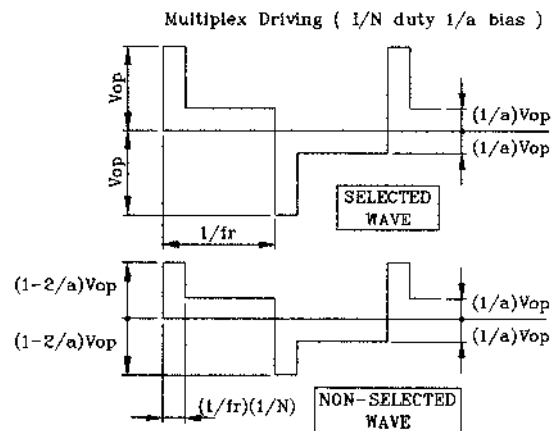 Multiplex Driving ( 1/N duty 1/a bias )
Vop
Vop
(1/a)Vop
(1/a)Vop
SELECTED
WAVE
1/fr
(1-2/a)Vop
(1-2/a)Vop
(1/a)Vop
(1/a)Vop
(1/fr)(1/N)
NON-SELECTED
WAVE